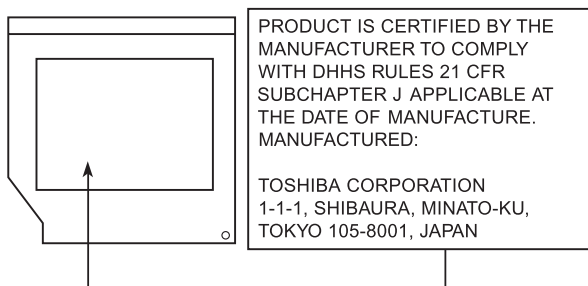 PRODUCT IS CERTIFIED BY THE
MANUFACTURER TO COMPLY
WITH DHHS RULES 21 CFR
SUBCHAPTER J APPLICABLE AT
THE DATE OF MANUFACTURE.
MANUFACTURED:
TOSHIBA CORPORATION
1-1-1, SHIBAURA, MINATO-KU,
TOKYO 105-8001, JAPAN